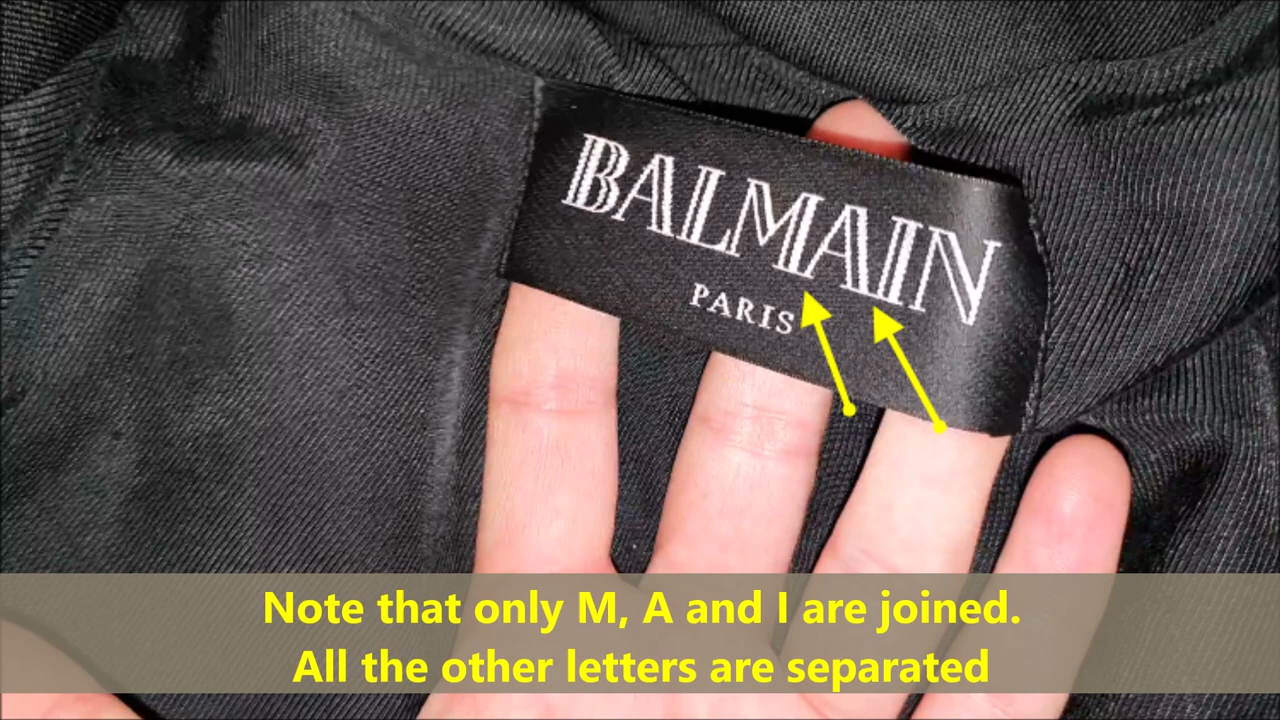 BALMAIN
PARIS
Note that only M, A and I are joined.
All the other letters are separated